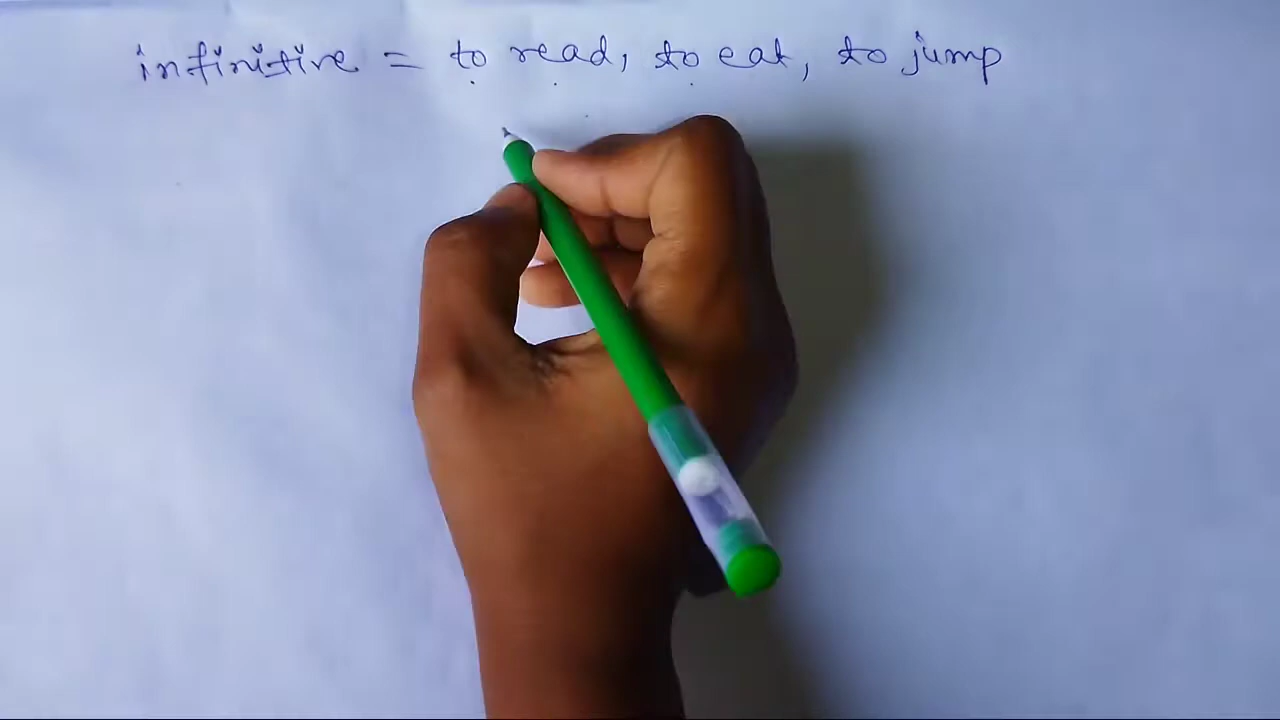 infinitive = to read, to eat, to jump